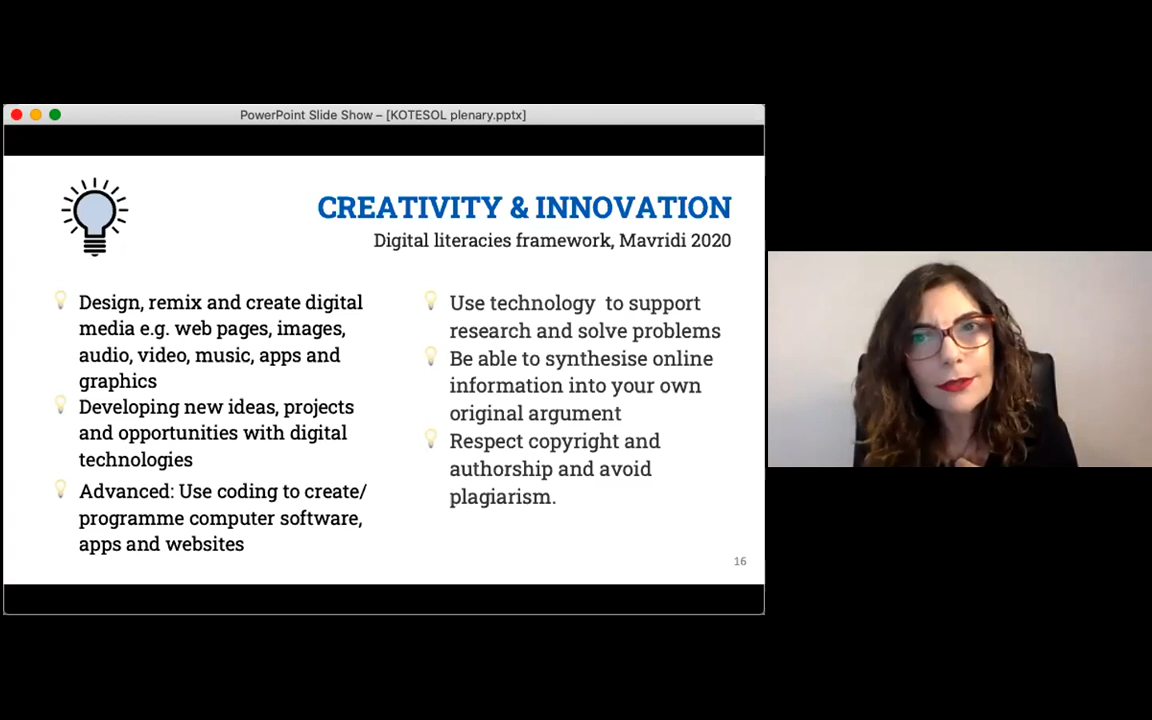 PowerPoint Slide Show – [KOTESOL plenary.pptx]
CREATIVITY & INNOVATION
Digital literacies framework, Mavridi 2020
Design, remix and create digital
media e.g. web pages, images,
audio, video, music, apps and
graphics
Developing new ideas, projects
and opportunities with digital
technologies
Advanced: Use coding to create/
programme computer software,
apps and websites
Use technology to support
research and solve problems
Be able to synthesise online
information into your own
original argument
Respect copyright and
authorship and avoid
plagiarism.
16